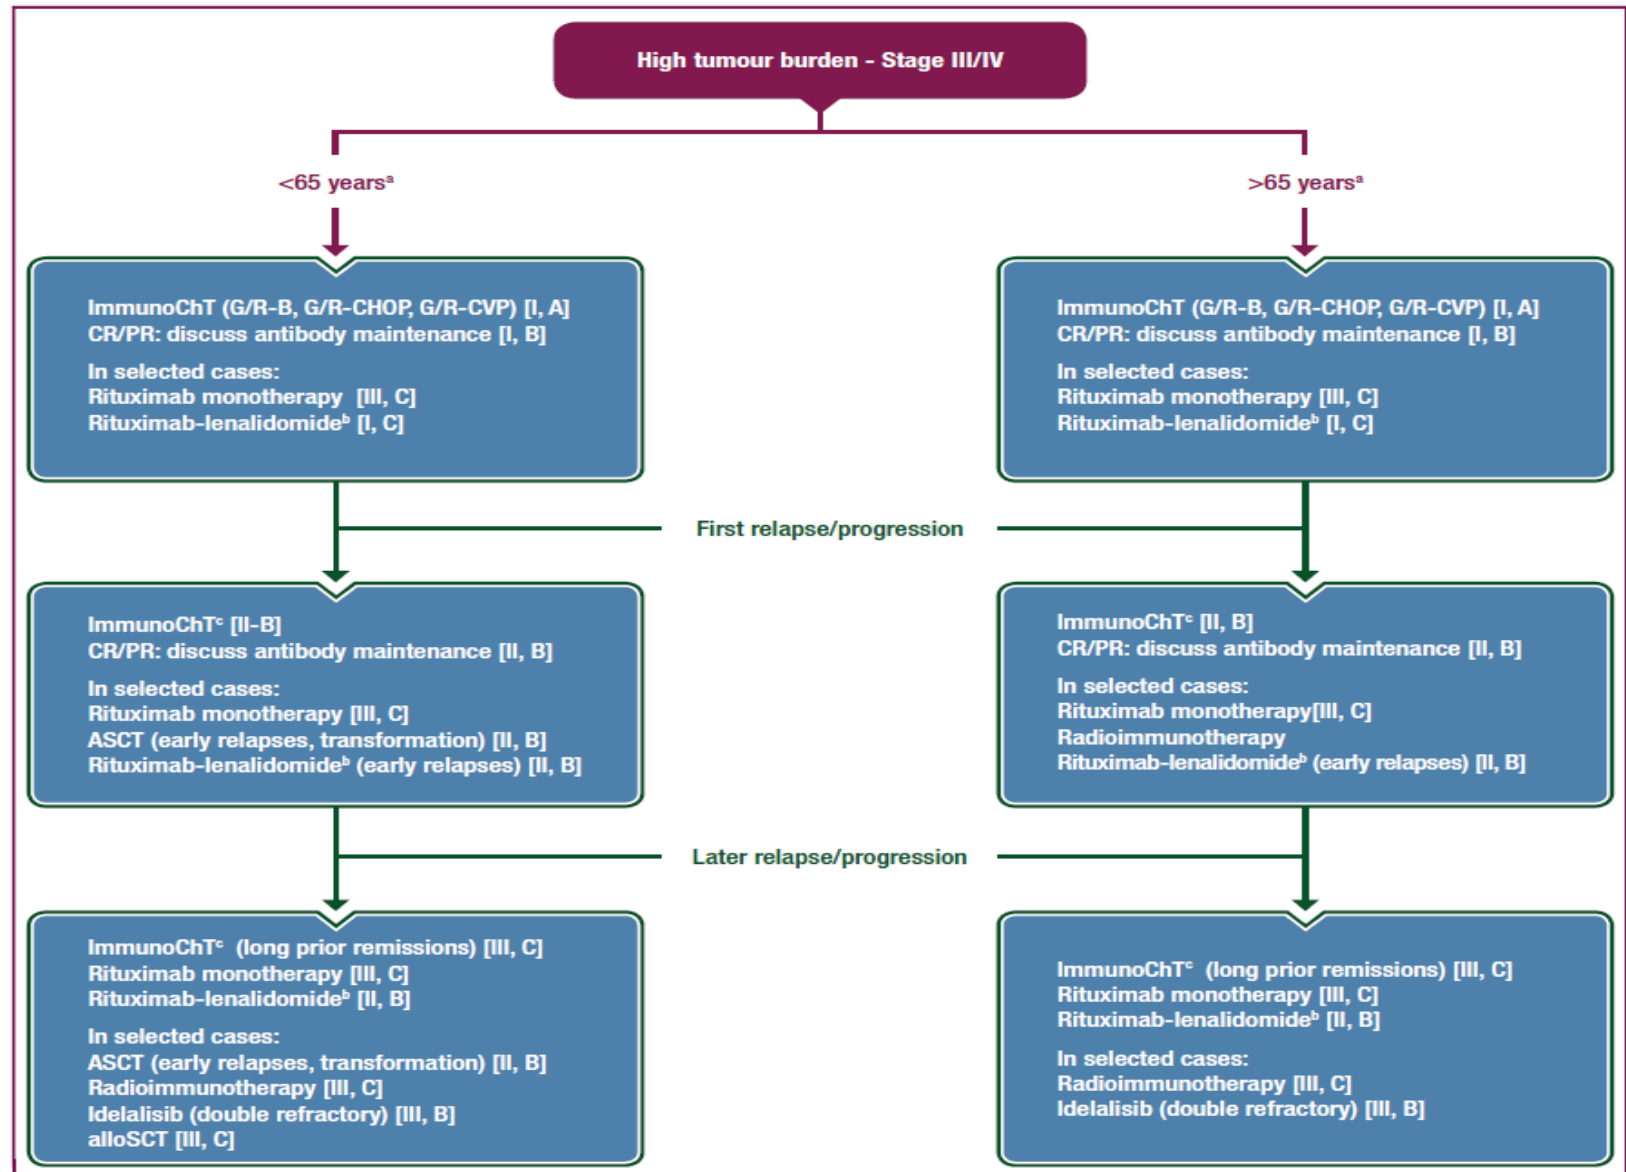 High tumour burden - Stage III/IV
<65 yearsᵃ
>65 yearsᵃ
ImmunoChT (G/R-B, G/R-CHOP, G/R-CVP) [I, A]
CR/PR: discuss antibody maintenance [I, B]
In selected cases:
Rituximab monotherapy [III, C]
Rituximab-lenalidomideᵇ [I, C]
ImmunoChT (G/R-B, G/R-CHOP, G/R-CVP) [I, A]
CR/PR: discuss antibody maintenance [I, B]
In selected cases:
Rituximab monotherapy [III, C]
Rituximab-lenalidomideᵇ [I, C]
First relapse/progression
ImmunoChTᶜ [II-B]
CR/PR: discuss antibody maintenance [II, B]
In selected cases:
Rituximab monotherapy [III, C]
ASCT (early relapses, transformation) [II, B]
Rituximab-lenalidomideᵇ (early relapses) [II, B]
ImmunoChTᶜ [II, B]
CR/PR: discuss antibody maintenance [II, B]
In selected cases:
Rituximab monotherapy[III, C]
Radioimmunotherapy
Rituximab-lenalidomideᵇ (early relapses) [II, B]
Later relapse/progression
ImmunoChTᶜ (long prior remissions) [III, C]
Rituximab monotherapy [III, C]
Rituximab-lenalidomideᵇ [II, B]
In selected cases:
ASCT (early relapses, transformation) [II, B]
Radioimmunotherapy [III, C]
Idelalisib (double refractory) [III, B]
alloSCT [III, C]
ImmunoChTᶜ (long prior remissions) [III, C]
Rituximab monotherapy [III, C]
Rituximab-lenalidomideᵇ [II, B]
In selected cases:
Radioimmunotherapy [III, C]
Idelalisib (double refractory) [III, B]